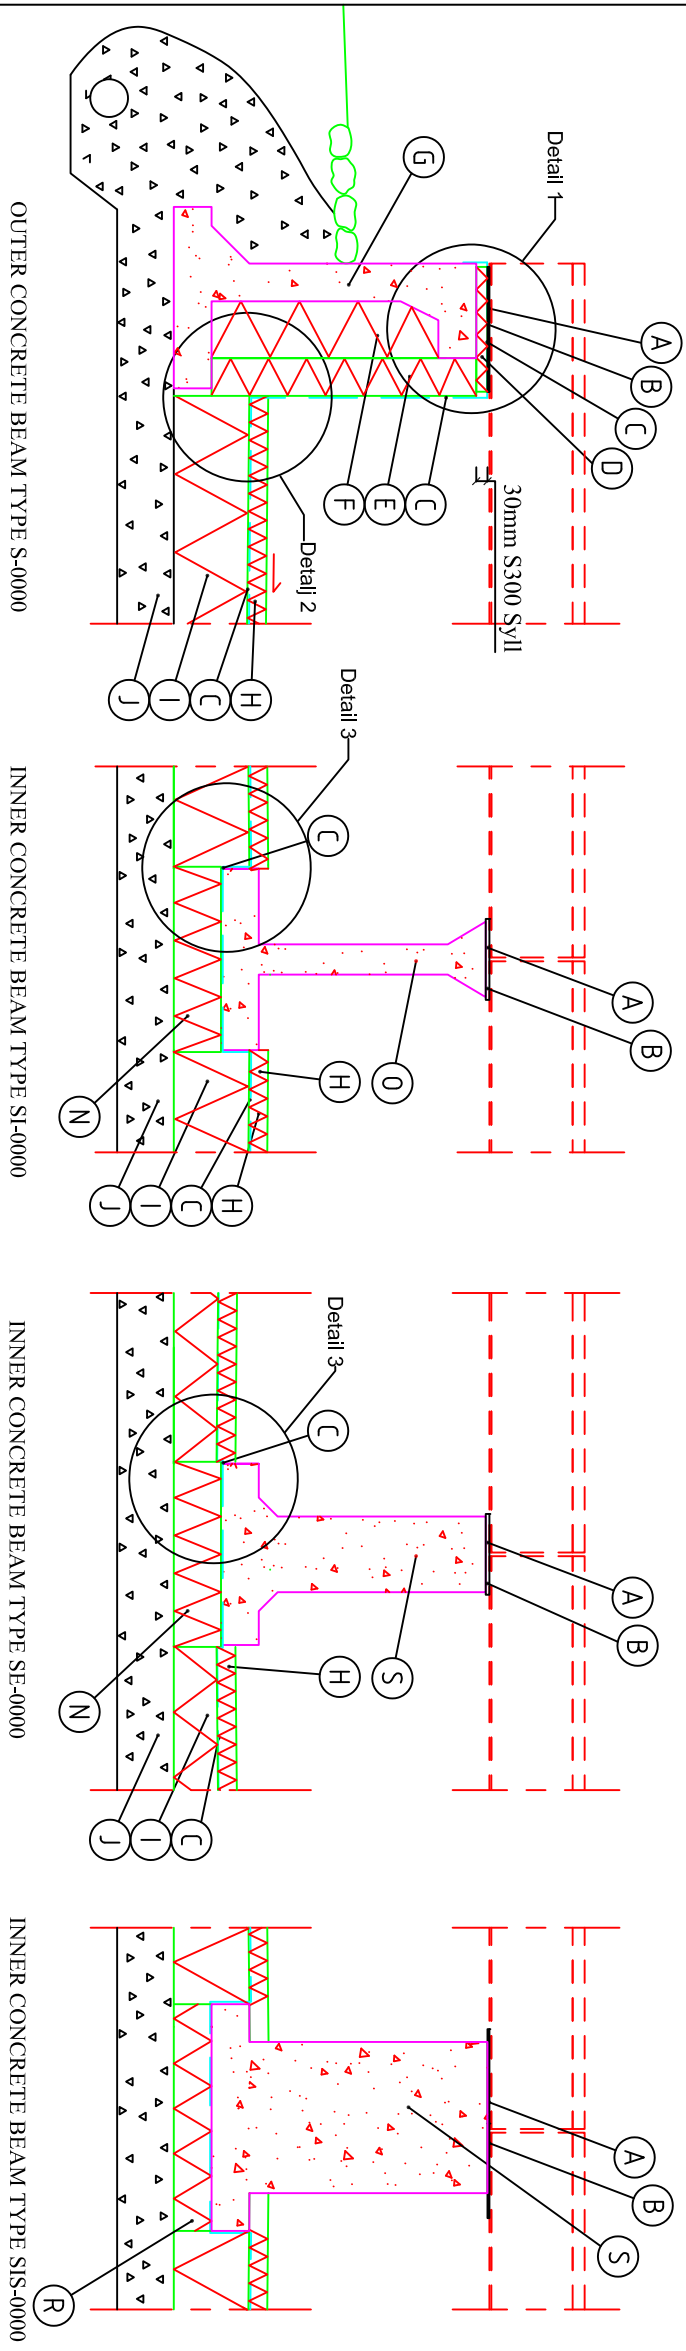 Detail 1
G
A
B
C
D
30mm S300 Syll
F
E
C
Detalj 2
J
I
C
H
OUTER CONCRETE BEAM TYPE S-0000
Detail 3
C
A
B
H
O
N
J
I
C
H
INNER CONCRETE BEAM TYPE SI-0000
Detail 3
C
A
B
H
S
N
J
I
C
INNER CONCRETE BEAM TYPE SE-0000
A
B
S
R
INNER CONCRETE BEAM TYPE SIS-0000